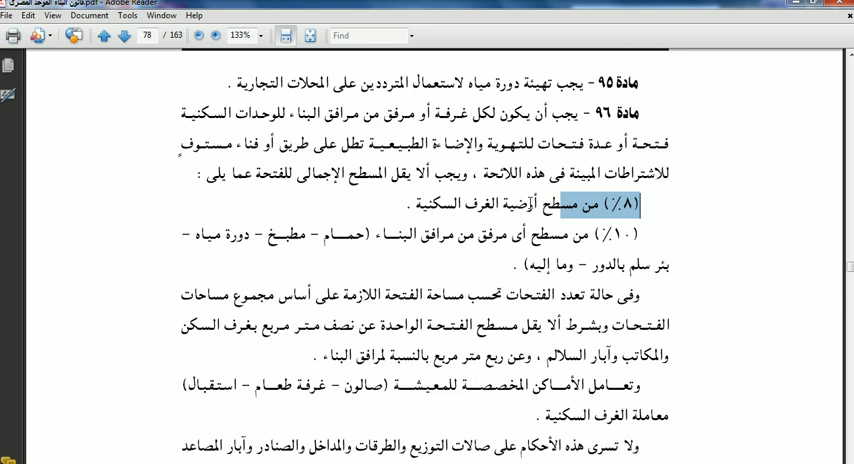 قانون البناء الموحد المصرى.pdf - Adobe Reader
Edit View Document Tools Window Help
78 / 163 133% Find
مادة ٩٥ - يجب تهيئة دورة مياه لاستعمال المترددين على المحلات التجارية .
مادة ٩٦ - يجب أن يكون لكل غرفة أو مرفق من مرافق البناء للوحدات السكنية
فتحة أو عدة فتحات للتهوية والإضاءة الطبيعية تطل على طريق أو فناء مستوفٍ
للاشتراطات المبينة فى هذه اللائحة ، ويجب ألا يقل المسطح الإجمالى للفتحة عما يلى :
(٨٪) من مسطح أرضية الغرف السكنية .
(١٠٪) من مسطح أى مرفق من مرافق البناء (حمام - مطبخ - دورة مياه -
بئر سلم بالدور - وما إليه) .
وفى حالة تعدد الفتحات تحسب مساحة الفتحة اللازمة على أساس مجموع مساحات
الفتحات وبشرط ألا يقل مسطح الفتحة الواحدة عن نصف متر مربع بغرف السكن
والمكاتب وآبار السلالم ، وعن ربع متر مربع بالنسبة لمرافق البناء .
وتعامل الأماكن المخصصة للمعيشة (صالون - غرفة طعام - استقبال)
معاملة الغرف السكنية .
ولا تسرى هذه الأحكام على صالات التوزيع والطرقات والمداخل والصنادر وآبار المصاعد